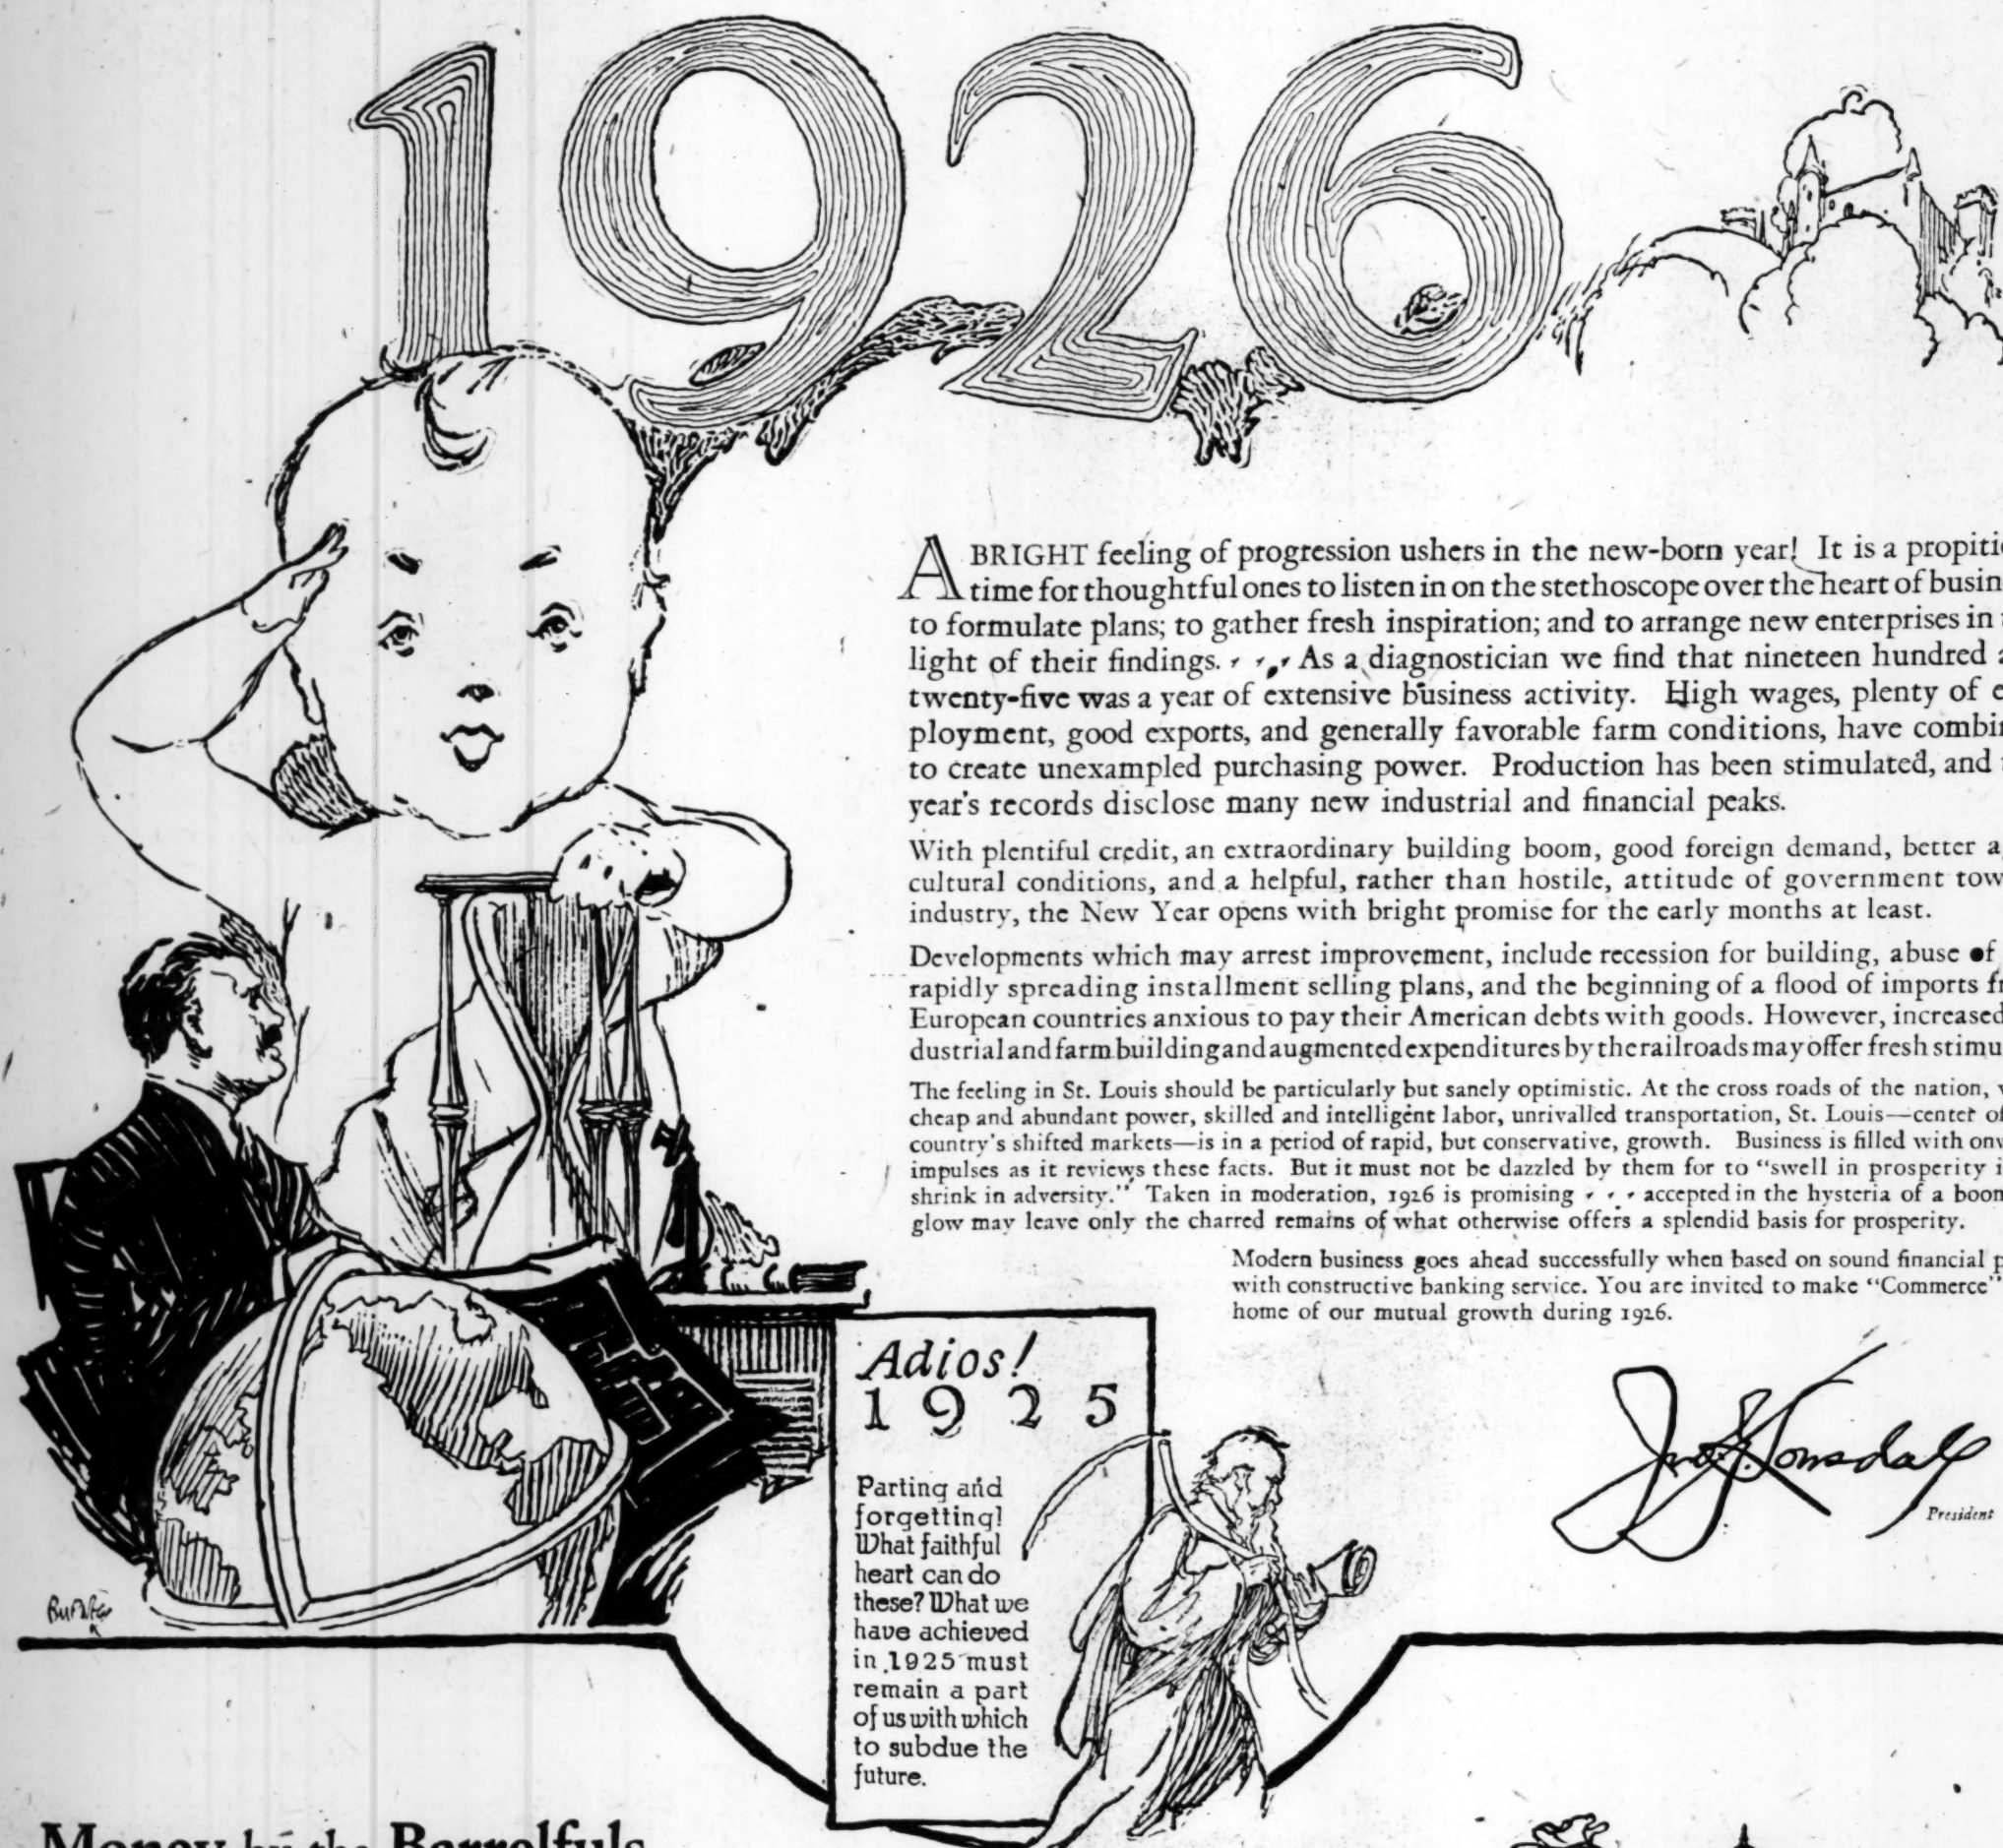 1926
A BRIGHT feeling of progression ushers in the new-born year! It is a propiti
time for thoughtful ones to listen in on the stethoscope over the heart of busin
to formulate plans; to gather fresh inspiration; and to arrange new enterprises in
light of their findings. As a diagnostician we find that nineteen hundred a
twenty-five was a year of extensive business activity. High wages, plenty of e
ployment, good exports, and generally favorable farm conditions, have combi
to create unexampled purchasing power. Production has been stimulated, and
year's records disclose many new industrial and financial peaks.
With plentiful credit, an extraordinary building boom, good foreign demand, better a
cultural conditions, and a helpful, rather than hostile, attitude of government tow
industry, the New Year opens with bright promise for the early months at least.
Developments which may arrest improvement, include recession for building, abuse of
rapidly spreading installment selling plans, and the beginning of a flood of imports fr
European countries anxious to pay their American debts with goods. However, increased
dustrial and farm building and augmented expenditures by the railroads may offer fresh stimu
The feeling in St. Louis should be particularly but sanely optimistic. At the cross roads of the nation,
cheap and abundant power, skilled and intelligent labor, unrivalled transportation, St. Louis—center of
country's shifted markets—is in a period of rapid, but conservative, growth. Business is filled with onw
impulses as it reviews these facts. But it must not be dazzled by them for to "swell in prosperity i
shrink in adversity." Taken in moderation, 1926 is promising . . . accepted in the hysteria of a boom
glow may leave only the charred remains of what otherwise offers a splendid basis for prosperity.
Modern business goes ahead successfully when based on sound financial p
with constructive banking service. You are invited to make "Commerce"
home of our mutual growth during 1926.
Jno. G. Lonsdale
President
Adios!
1925
Parting and
forgetting!
What faithful
heart can do
these? What we
have achieved
in 1925 must
remain a part
of us with which
to subdue the
future.
Money by the Barrelfuls